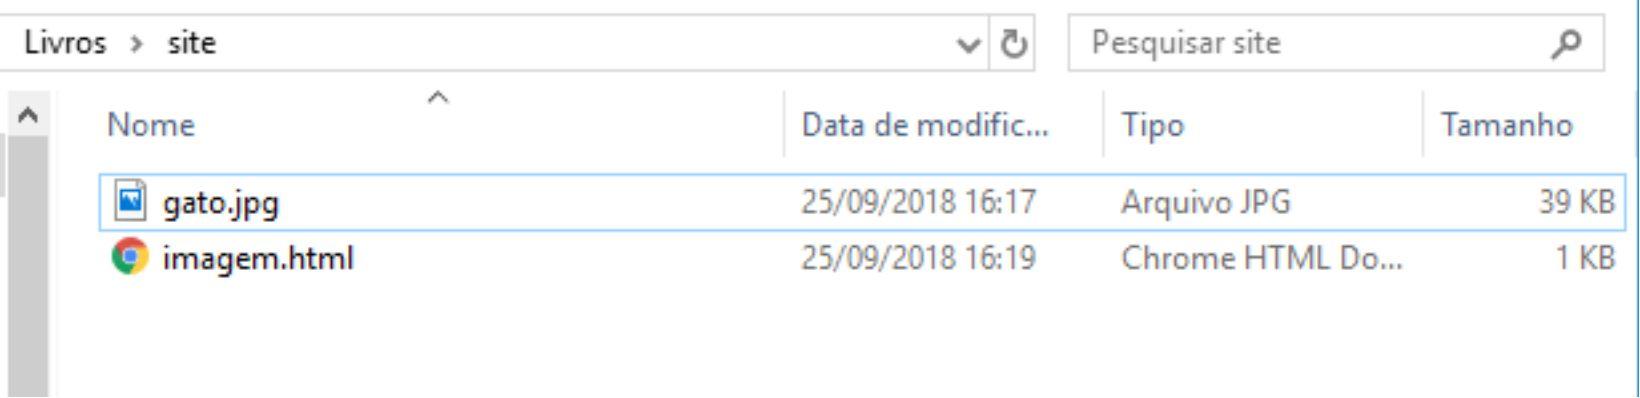 Livros > site Pesquisar site
Nome Data de modific... Tipo Tamanho
gato.jpg 25/09/2018 16:17 Arquivo JPG 39 KB
imagem.html 25/09/2018 16:19 Chrome HTML Do... 1 KB